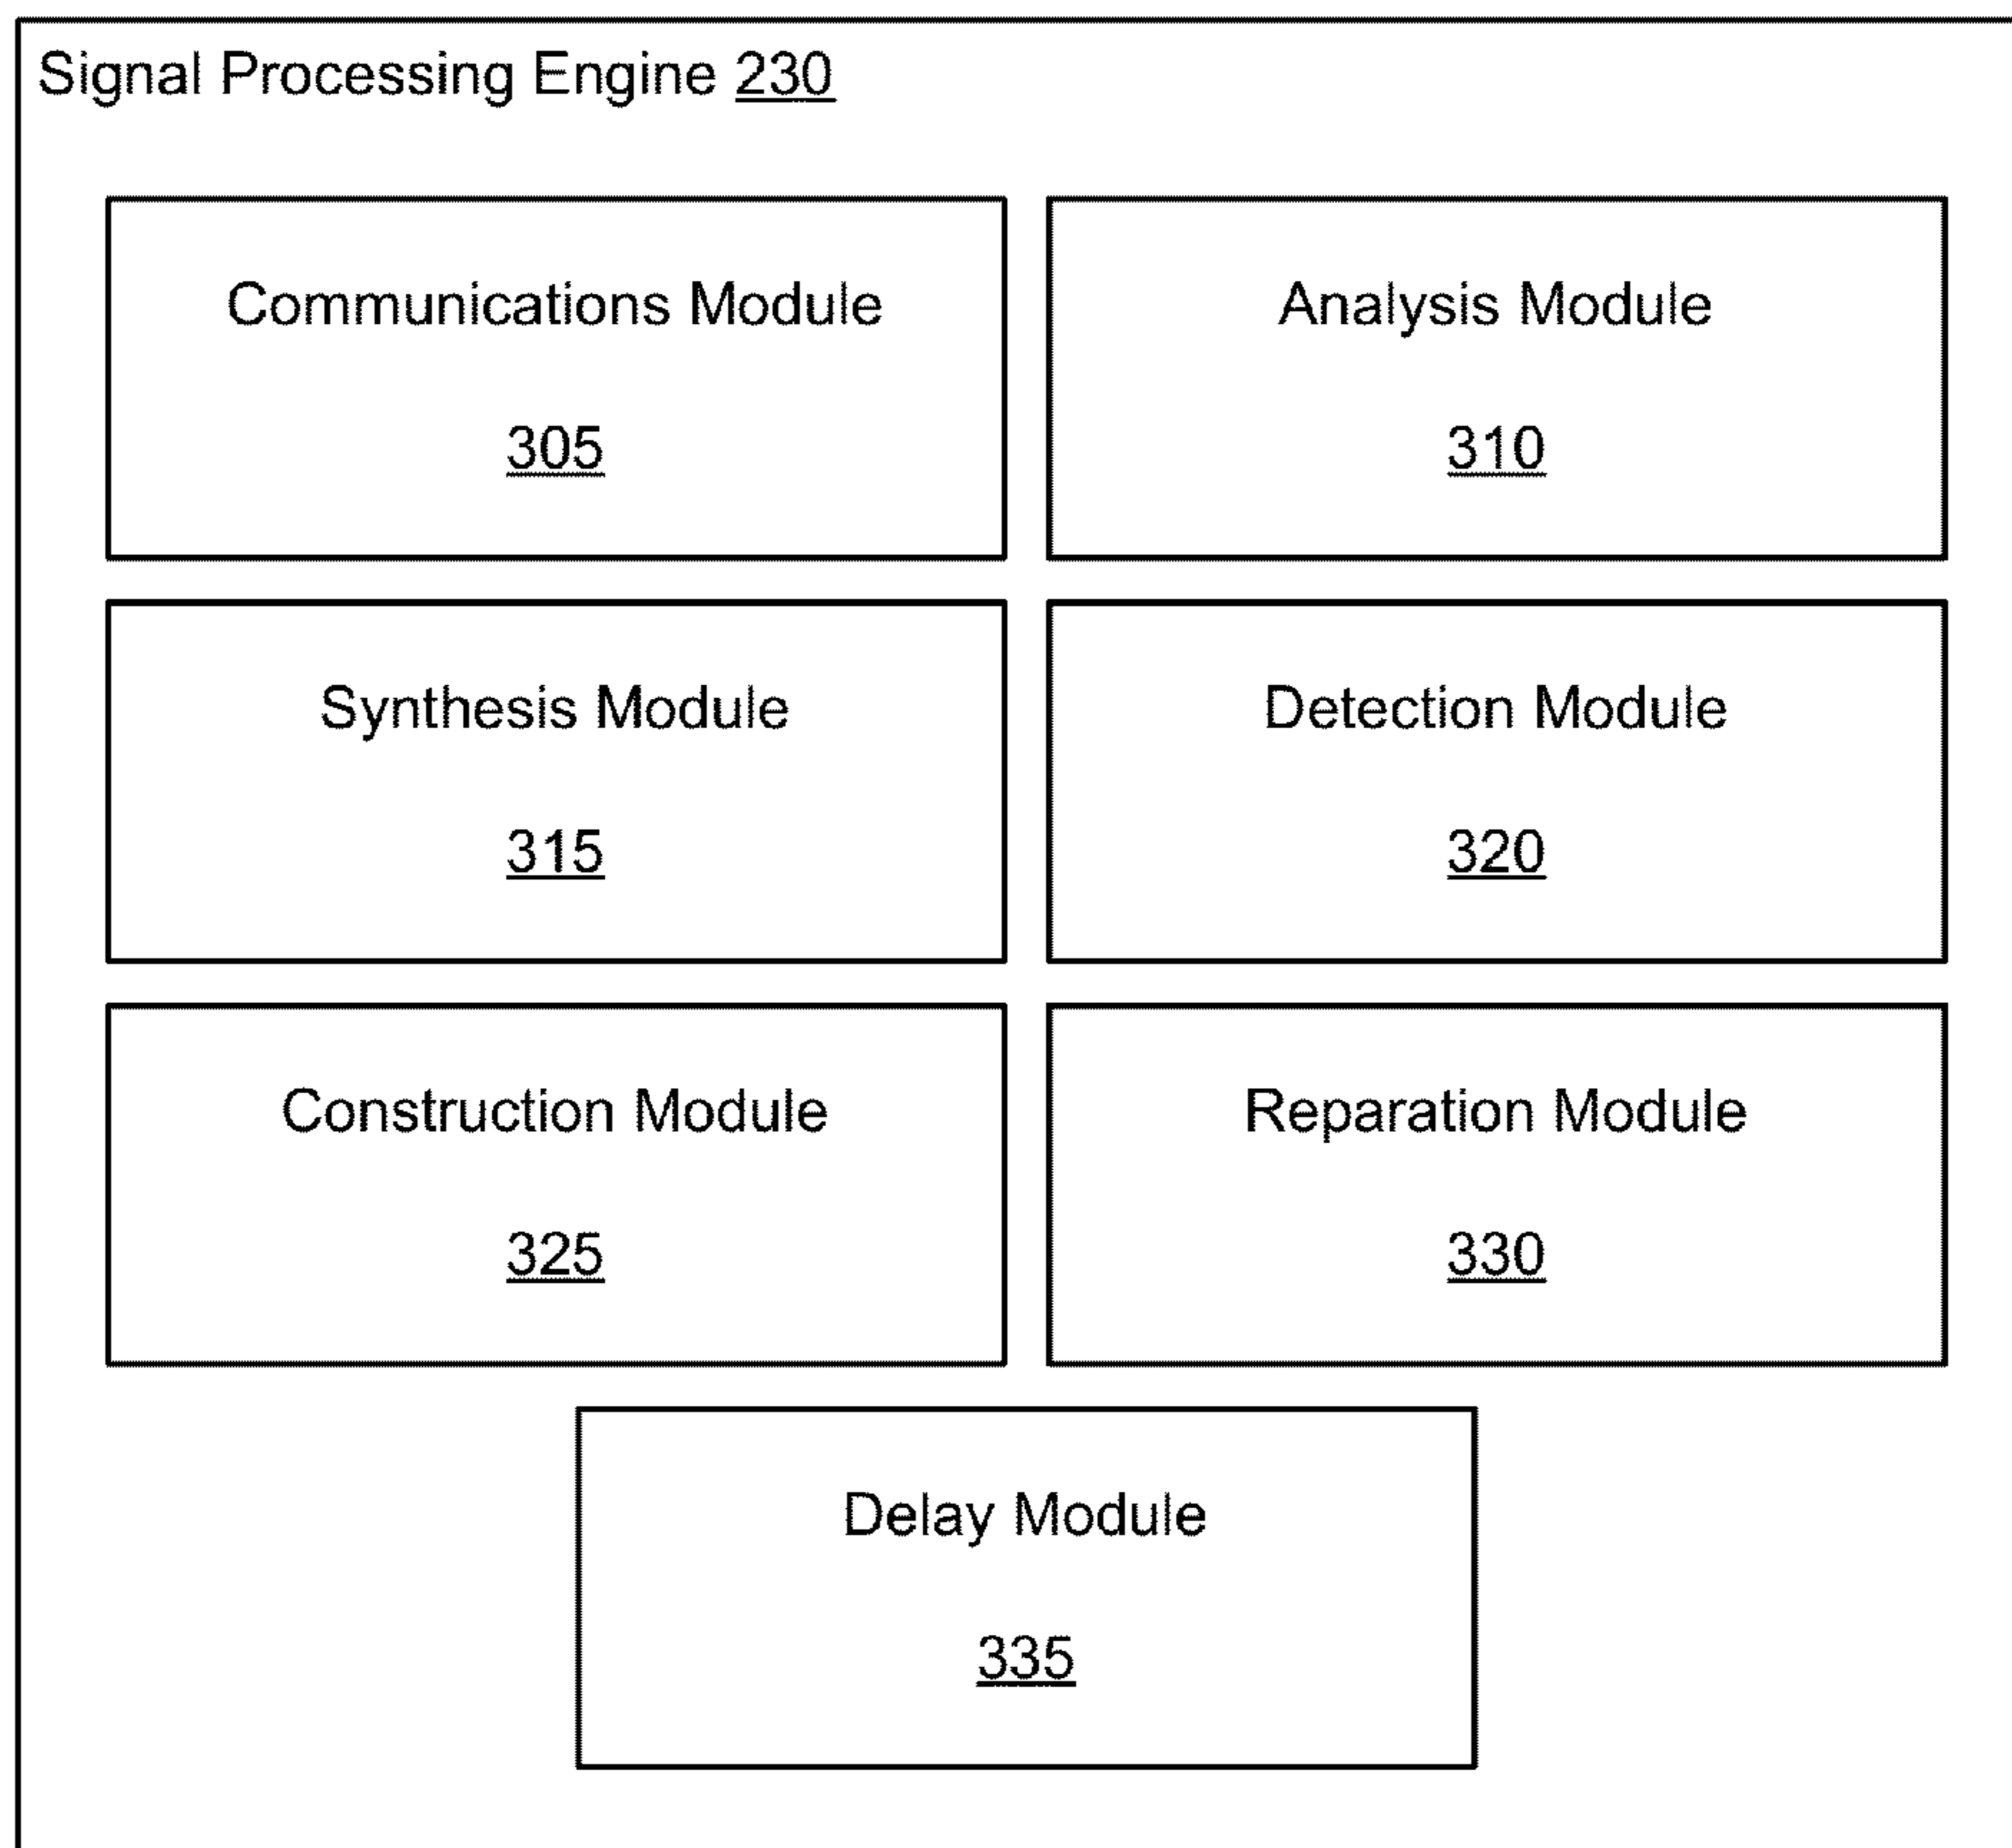 Signal Processing Engine 230
Communications Module
305
Analysis Module
310
Synthesis Module
315
Detection Module
320
Construction Module
325
Reparation Module
330
Delay Module
335